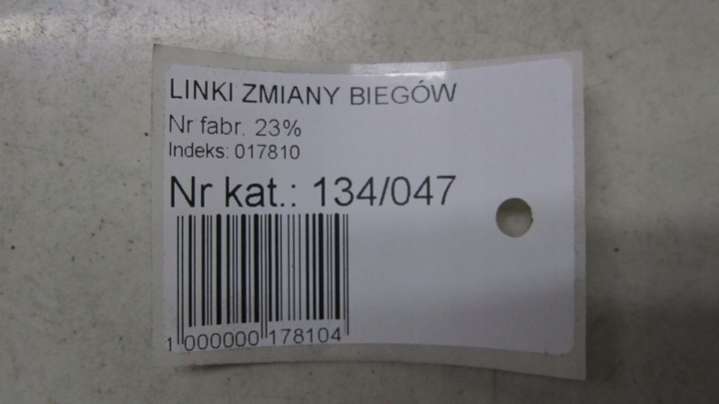 LINKI ZMIANY BIEGÓW
Nr fabr. 23%
Indeks: 017810
Nr kat.: 134/047
1 000000 178104